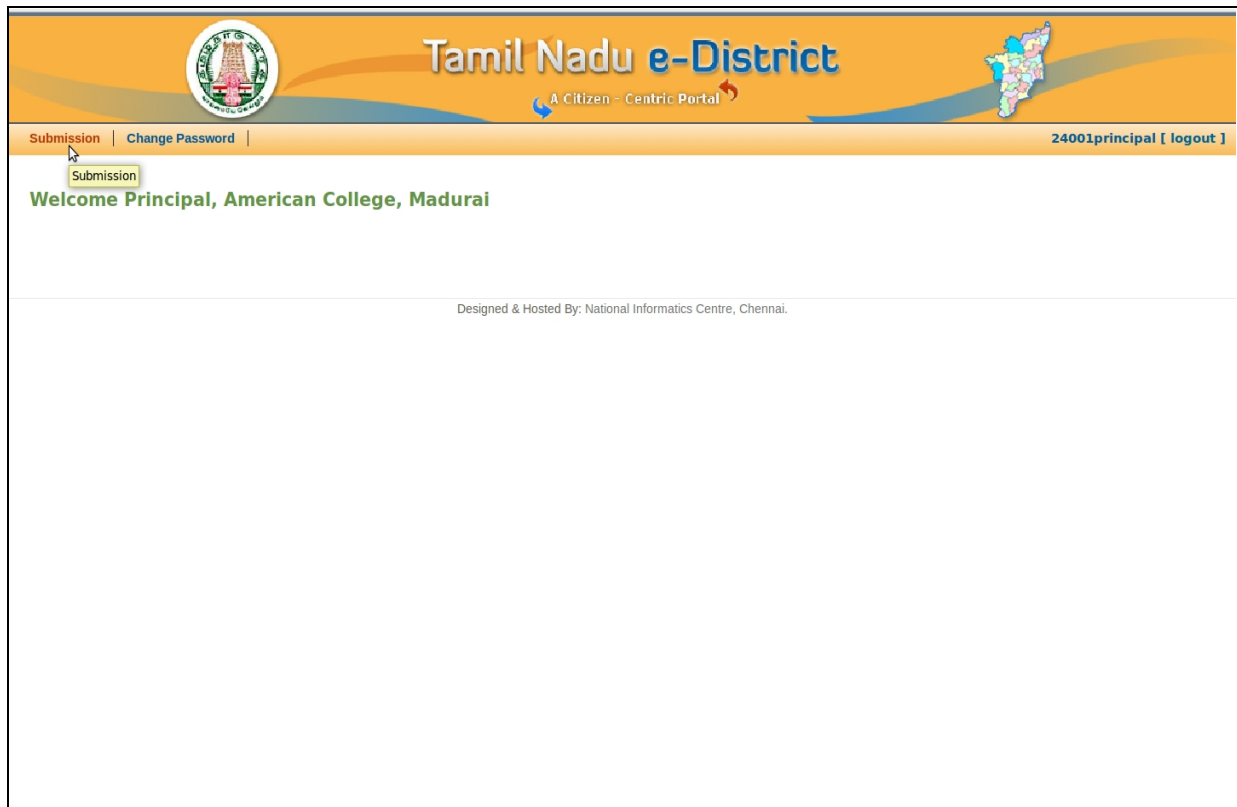 Tamil Nadu e-District
A Citizen - Centric Portal
Submission | Change Password |
24001principal [ logout ]
Submission
Welcome Principal, American College, Madurai
Designed & Hosted By: National Informatics Centre, Chennai.